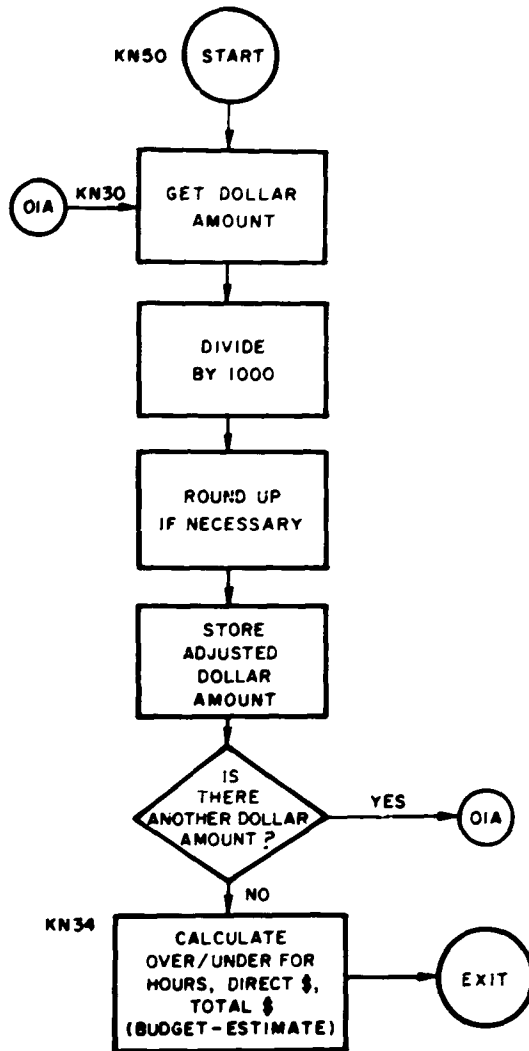 KN50
START
01A
KN30
GET DOLLAR
AMOUNT
DIVIDE
BY 1000
ROUND UP
IF NECESSARY
STORE
ADJUSTED
DOLLAR
AMOUNT
IS
THERE
ANOTHER DOLLAR
AMOUNT?
YES
01A
NO
KN34
CALCULATE
OVER/UNDER FOR
HOURS, DIRECT $,
TOTAL $
(BUDGET-ESTIMATE)
EXIT